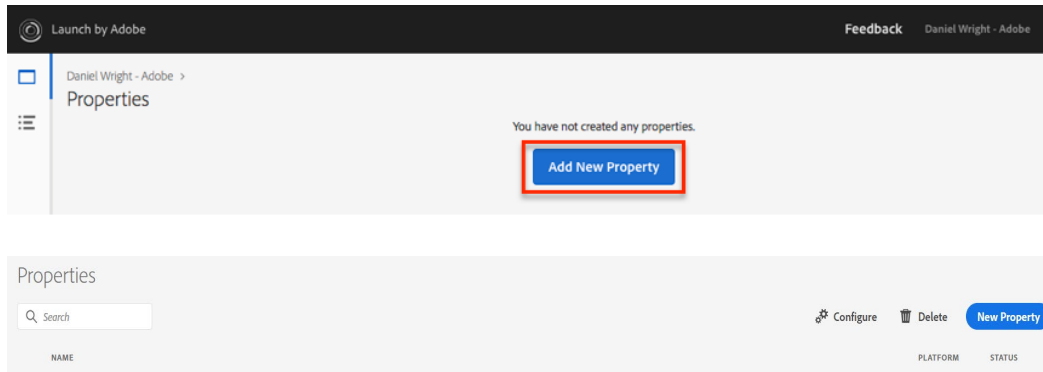 Launch by Adobe
Feedback
Daniel Wright - Adobe
Daniel Wright - Adobe >
Properties
You have not created any properties.
Add New Property
Properties
Search
Configure
Delete
New Property
NAME
PLATFORM
STATUS